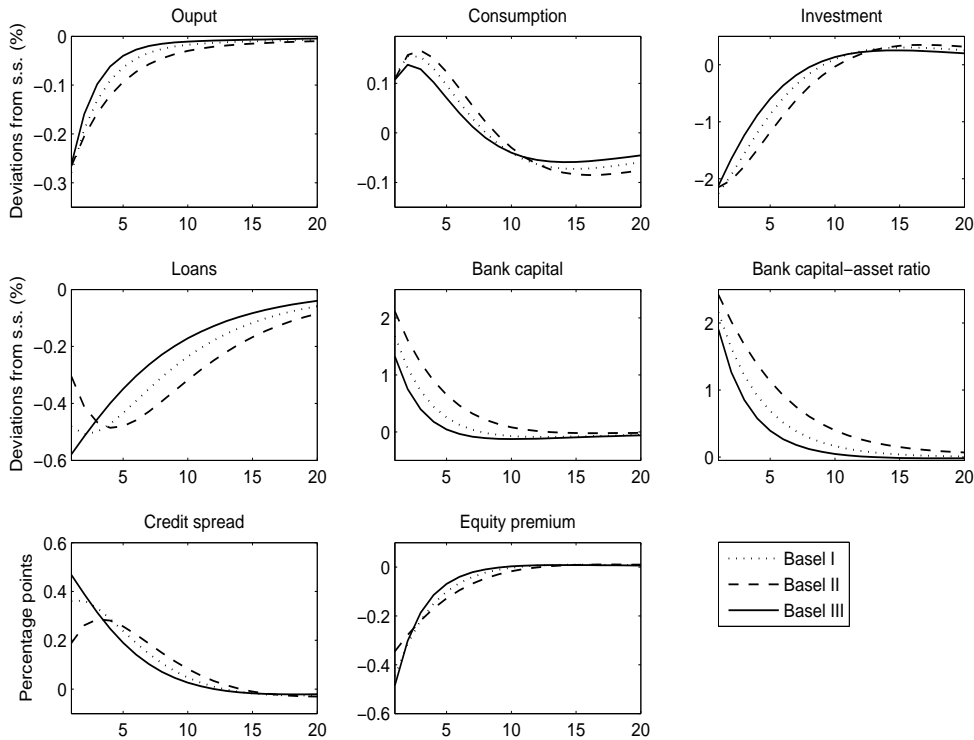 Ouput
Consumption
Investment
Deviations from s.s. (%)
0
−0.1
−0.2
−0.3
5 10 15 20
0.1
0
−0.1
5 10 15 20
0
−1
−2
5 10 15 20
Loans
Bank capital
Bank capital−asset ratio
Deviations from s.s. (%)
0
−0.2
−0.4
−0.6
5 10 15 20
2
1
0
5 10 15 20
2
1
0
5 10 15 20
Credit spread
Equity premium
Percentage points
0.6
0.4
0.2
0
5 10 15 20
0
−0.2
−0.4
−0.6
5 10 15 20
Basel I
Basel II
Basel III